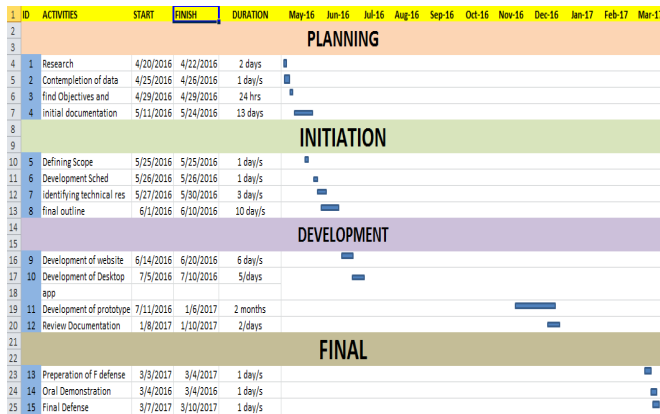 1 ID ACTIVITIES START FINISH DURATION May-16 Jun-16 Jul-16 Aug-16 Sep-16 Oct-16 Nov-16 Dec-16 Jan-17 Feb-17 Mar-17
2
PLANNING
3
4 1 Research 4/20/2016 4/22/2016 2 days
5 2 Contempletion of data 4/25/2016 4/26/2016 1 day/s
6 3 find Objectives and 4/29/2016 4/29/2016 24 hrs
7 4 initial documentation 5/11/2016 5/24/2016 13 days
8
INITIATION
9
10 5 Defining Scope 5/25/2016 5/25/2016 1 day/s
11 6 Development Sched 5/26/2016 5/26/2016 1 day/s
12 7 identifying technical res 5/27/2016 5/30/2016 3 day/s
13 8 final outline 6/1/2016 6/10/2016 10 day/s
14
DEVELOPMENT
15
16 9 Development of website 6/14/2016 6/20/2016 6 day/s
17 10 Development of Desktop 7/5/2016 7/10/2016 5/days
18 app
19 11 Development of prototype 7/11/2016 1/6/2017 2 months
20 12 Review Documentation 1/8/2017 1/10/2017 2/days
21
FINAL
22
23 13 Preperation of F defense 3/3/2017 3/4/2017 1 day/s
24 14 Oral Demonstration 3/4/2016 3/4/2016 1 day/s
25 15 Final Defense 3/7/2017 3/10/2017 1 day/s